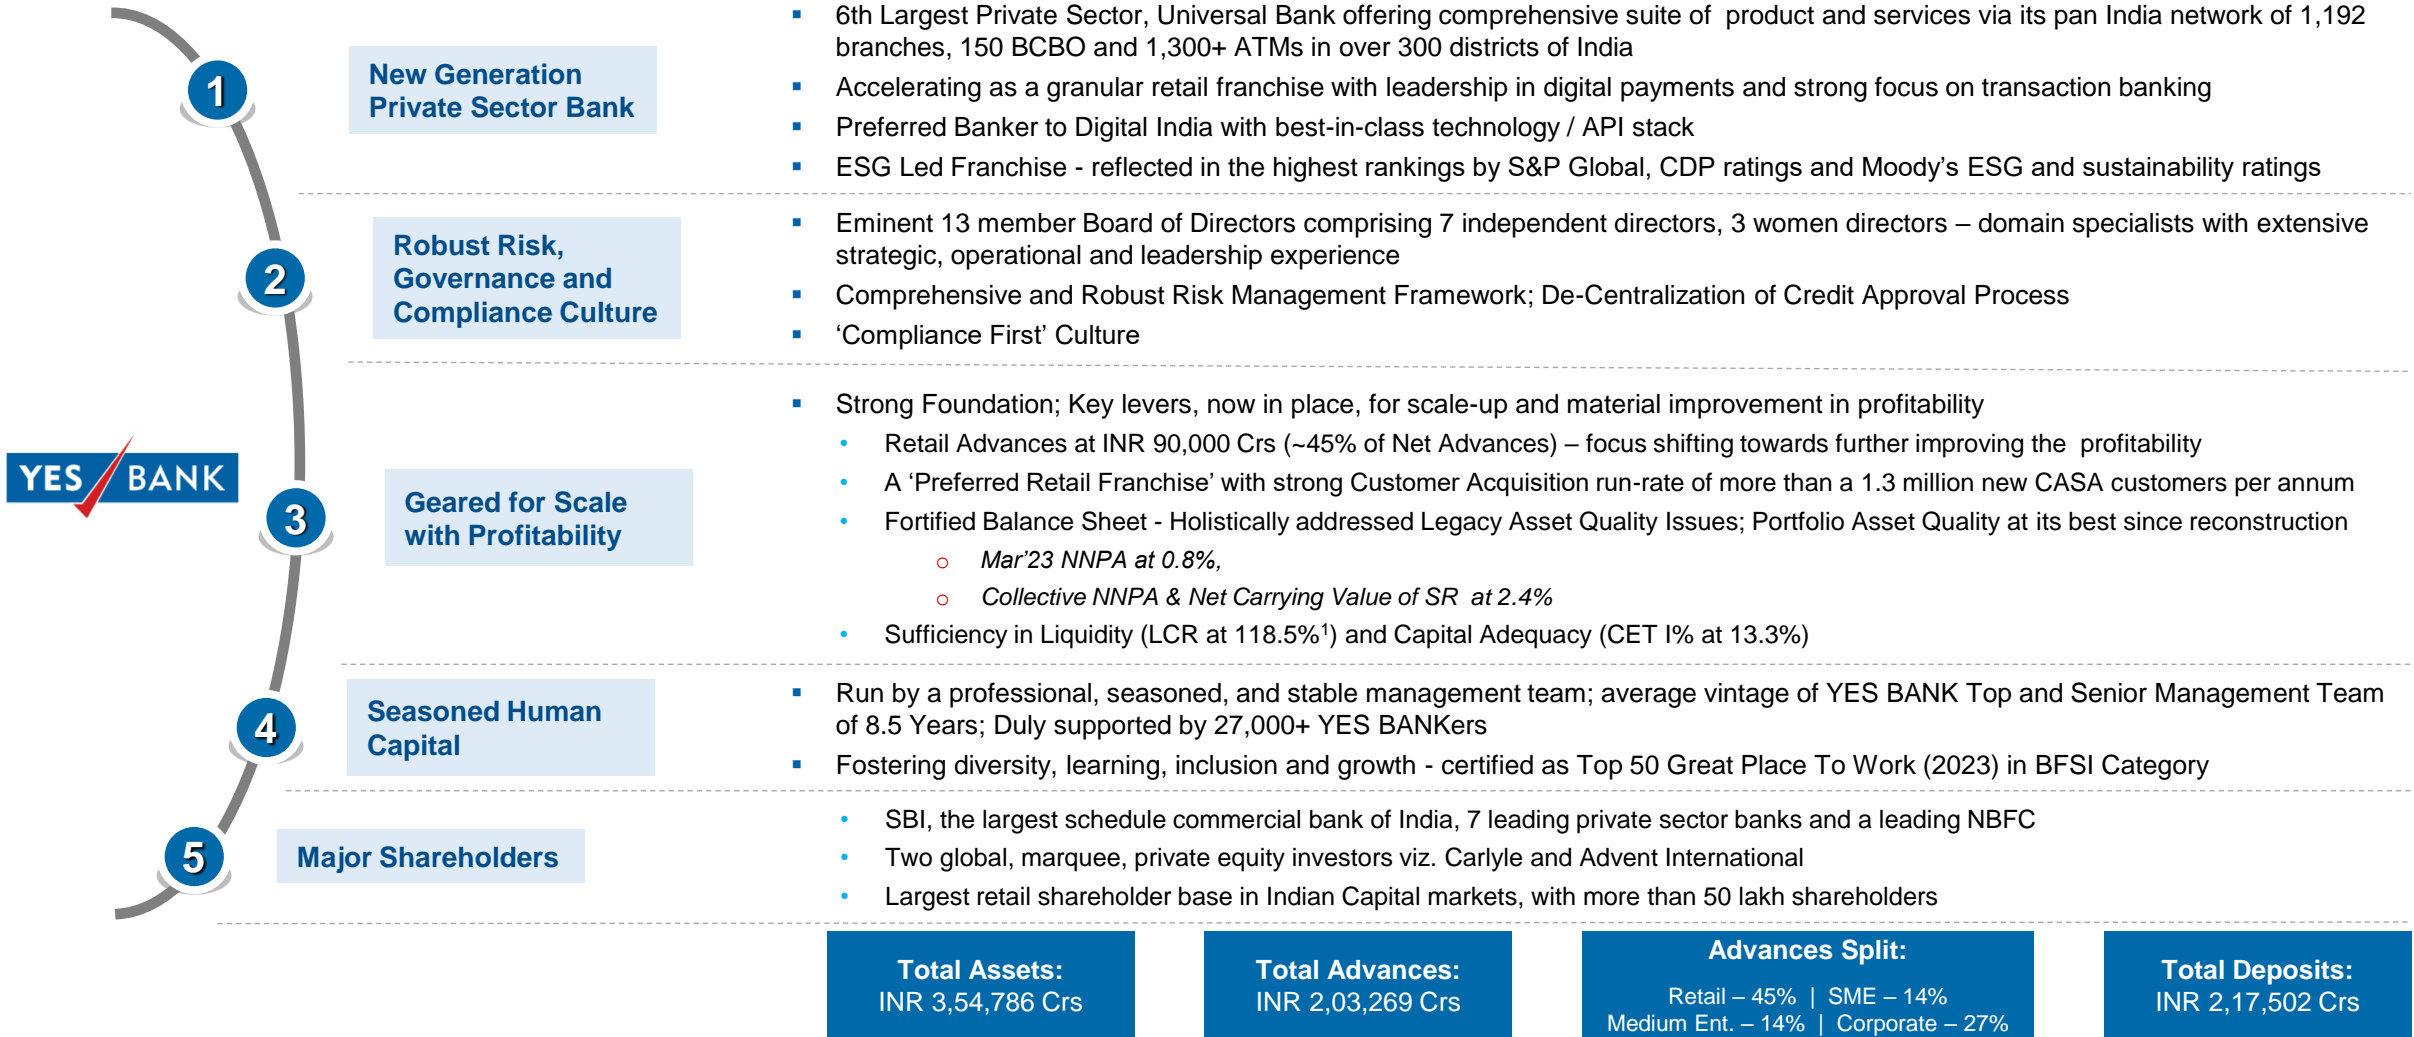 6th Largest Private Sector, Universal Bank offering comprehensive suite of product and services via its pan India network of 1,192
branches, 150 BCBO and 1,300+ ATMs in over 300 districts of India
1
New Generation
Private Sector Bank
Accelerating as a granular retail franchise with leadership in digital payments and strong focus on transaction banking
Preferred Banker to Digital India with best-in-class technology / API stack
ESG Led Franchise - reflected in the highest rankings by S&P Global, CDP ratings and Moody’s ESG and sustainability ratings
2
Robust Risk,
Governance and
Compliance Culture
Eminent 13 member Board of Directors comprising 7 independent directors, 3 women directors – domain specialists with extensive
strategic, operational and leadership experience
Comprehensive and Robust Risk Management Framework; De-Centralization of Credit Approval Process
‘Compliance First’ Culture
YES BANK
3
Geared for Scale
with Profitability
Strong Foundation; Key levers, now in place, for scale-up and material improvement in profitability
Retail Advances at INR 90,000 Crs (~45% of Net Advances) – focus shifting towards further improving the profitability
A ‘Preferred Retail Franchise’ with strong Customer Acquisition run-rate of more than a 1.3 million new CASA customers per annum
Fortified Balance Sheet - Holistically addressed Legacy Asset Quality Issues; Portfolio Asset Quality at its best since reconstruction
Mar’23 NNPA at 0.8%,
Collective NNPA & Net Carrying Value of SR at 2.4%
Sufficiency in Liquidity (LCR at 118.5%¹) and Capital Adequacy (CET I% at 13.3%)
4
Seasoned Human
Capital
Run by a professional, seasoned, and stable management team; average vintage of YES BANK Top and Senior Management Team
of 8.5 Years; Duly supported by 27,000+ YES BANKers
Fostering diversity, learning, inclusion and growth - certified as Top 50 Great Place To Work (2023) in BFSI Category
5
Major Shareholders
SBI, the largest schedule commercial bank of India, 7 leading private sector banks and a leading NBFC
Two global, marquee, private equity investors viz. Carlyle and Advent International
Largest retail shareholder base in Indian Capital markets, with more than 50 lakh shareholders
Total Assets:
INR 3,54,786 Crs
Total Advances:
INR 2,03,269 Crs
Advances Split:
Retail – 45% | SME – 14%
Medium Ent. – 14% | Corporate – 27%
Total Deposits:
INR 2,17,502 Crs